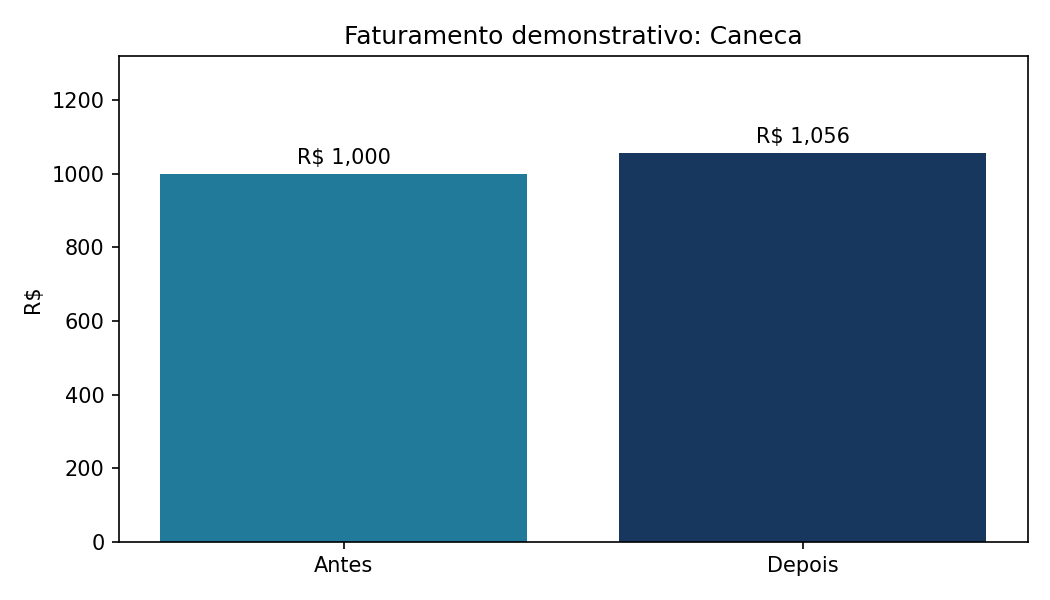 Faturamento demonstrativo: Caneca
R$
1200
1000
800
600
400
200
0
R$ 1,000
R$ 1,056
Antes
Depois